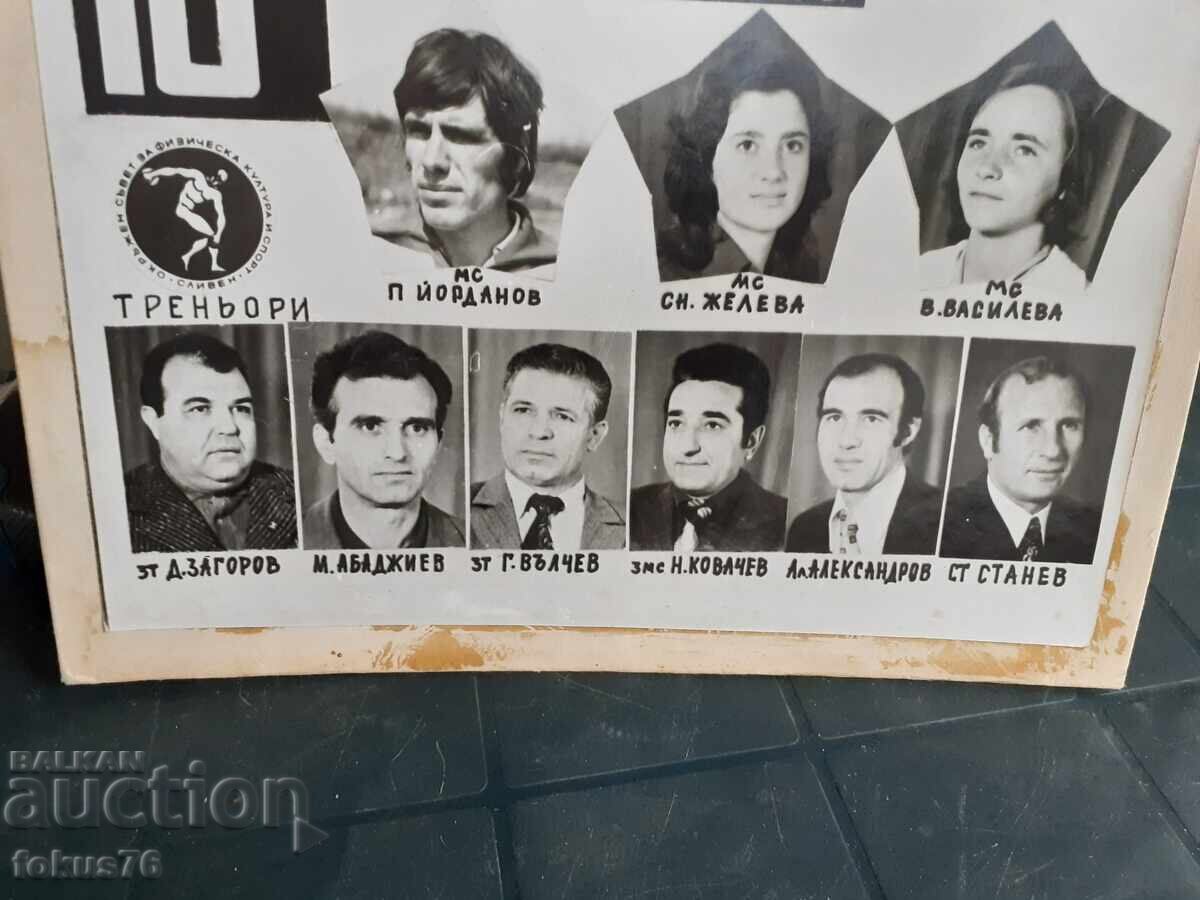 10
ОКРЪЖЕН СЪВЕТ ЗА ФИЗИЧЕСКА КУЛТУРА И СПОРТ · СЛИВЕН ·
МС
П ЙОРДАНОВ
МС
СН. ЖЕЛЕВА
МС
В. ВАСИЛЕВА
ТРЕНЬОРИ
ЗТ Д. ЗАГОРОВ
М. АБАДЖИЕВ
ЗТ Г. ВЪЛЧЕВ
ЗМС Н. КОВАЧЕВ
Ал. АЛЕКСАНДРОВ
СТ СТАНЕВ
BALKAN
auction
fokus76